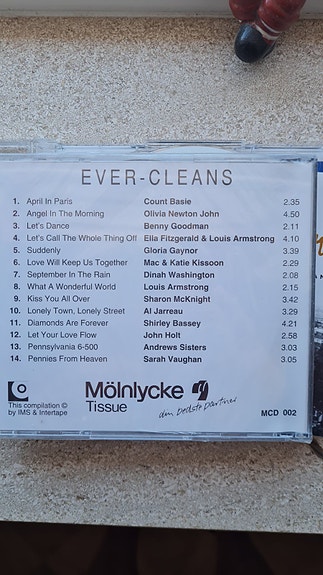 EVER-CLEANS
1. April In Paris Count Basie 2.35
2. Angel In The Morning Olivia Newton John 4.50
3. Let's Dance Benny Goodman 2.11
4. Let's Call The Whole Thing Off Ella Fitzgerald & Louis Armstrong 4.10
5. Suddenly Gloria Gaynor 3.39
6. Love Will Keep Us Together Mac & Katie Kissoon 2.29
7. September In The Rain Dinah Washington 2.08
8. What A Wonderful World Louis Armstrong 2.15
9. Kiss You All Over Sharon McKnight 3.42
10. Lonely Town, Lonely Street Al Jarreau 3.29
11. Diamonds are Forever Shirley Bassey 4.21
12. Let Your Love Flow John Holt 2.58
13. Pennsylvania 6-500 Andrews Sisters 3.03
14. Pennies From Heaven Sarah Vaughan 3.05
This compilation ©
by IMS & Intertape
Mölnlycke
Tissue
din bedste partner
MCD 002